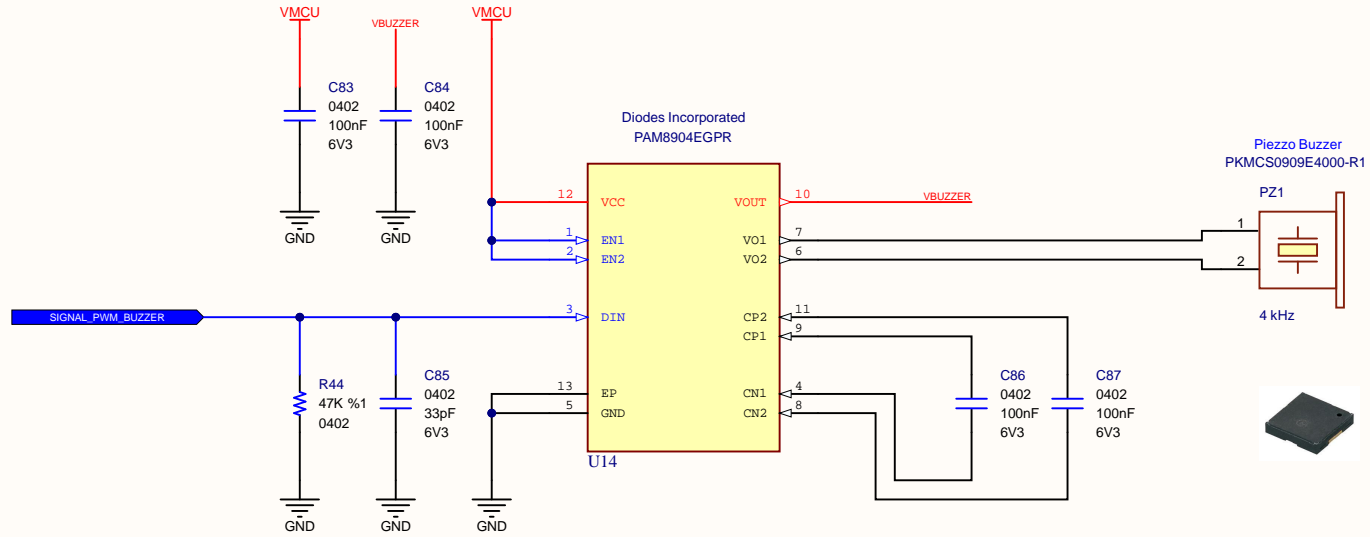 VMCU
VBUZZER
VMCU
C83
0402
100nF
6V3
C84
0402
100nF
6V3
GND
GND
Diodes Incorporated
PAM8904EGPR
12
VCC
VOUT
10
VBUZZER
1
EN1
VO1
7
2
EN2
VO2
6
SIGNAL_PWM_BUZZER
3
DIN
CP2
11
CP1
9
13
EP
CN1
4
5
GND
CN2
8
U14
R44
47K %1
0402
C85
0402
33pF
6V3
GND
GND
GND
C86
0402
100nF
6V3
C87
0402
100nF
6V3
Piezzo Buzzer
PKMCS0909E4000-R1
PZ1
1
2
4 kHz